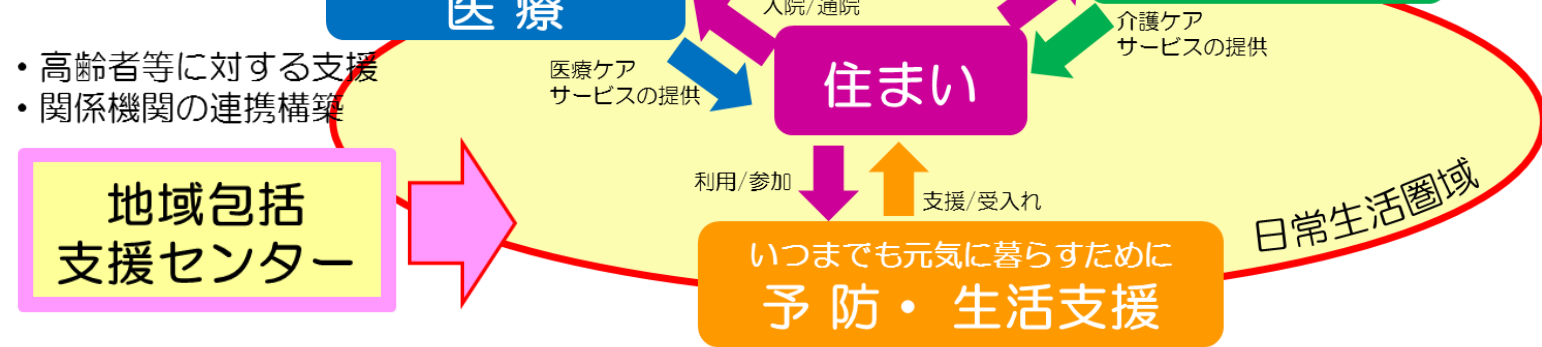 医 療
入院/通院
介護ケア
サービスの提供
・高齢者等に対する支援
・関係機関の連携構築
医療ケア
サービスの提供
住まい
地域包括
支援センター
利用/参加
支援/受入れ
日常生活圏域
いつまでも元気に暮らすために
予 防・ 生活支援